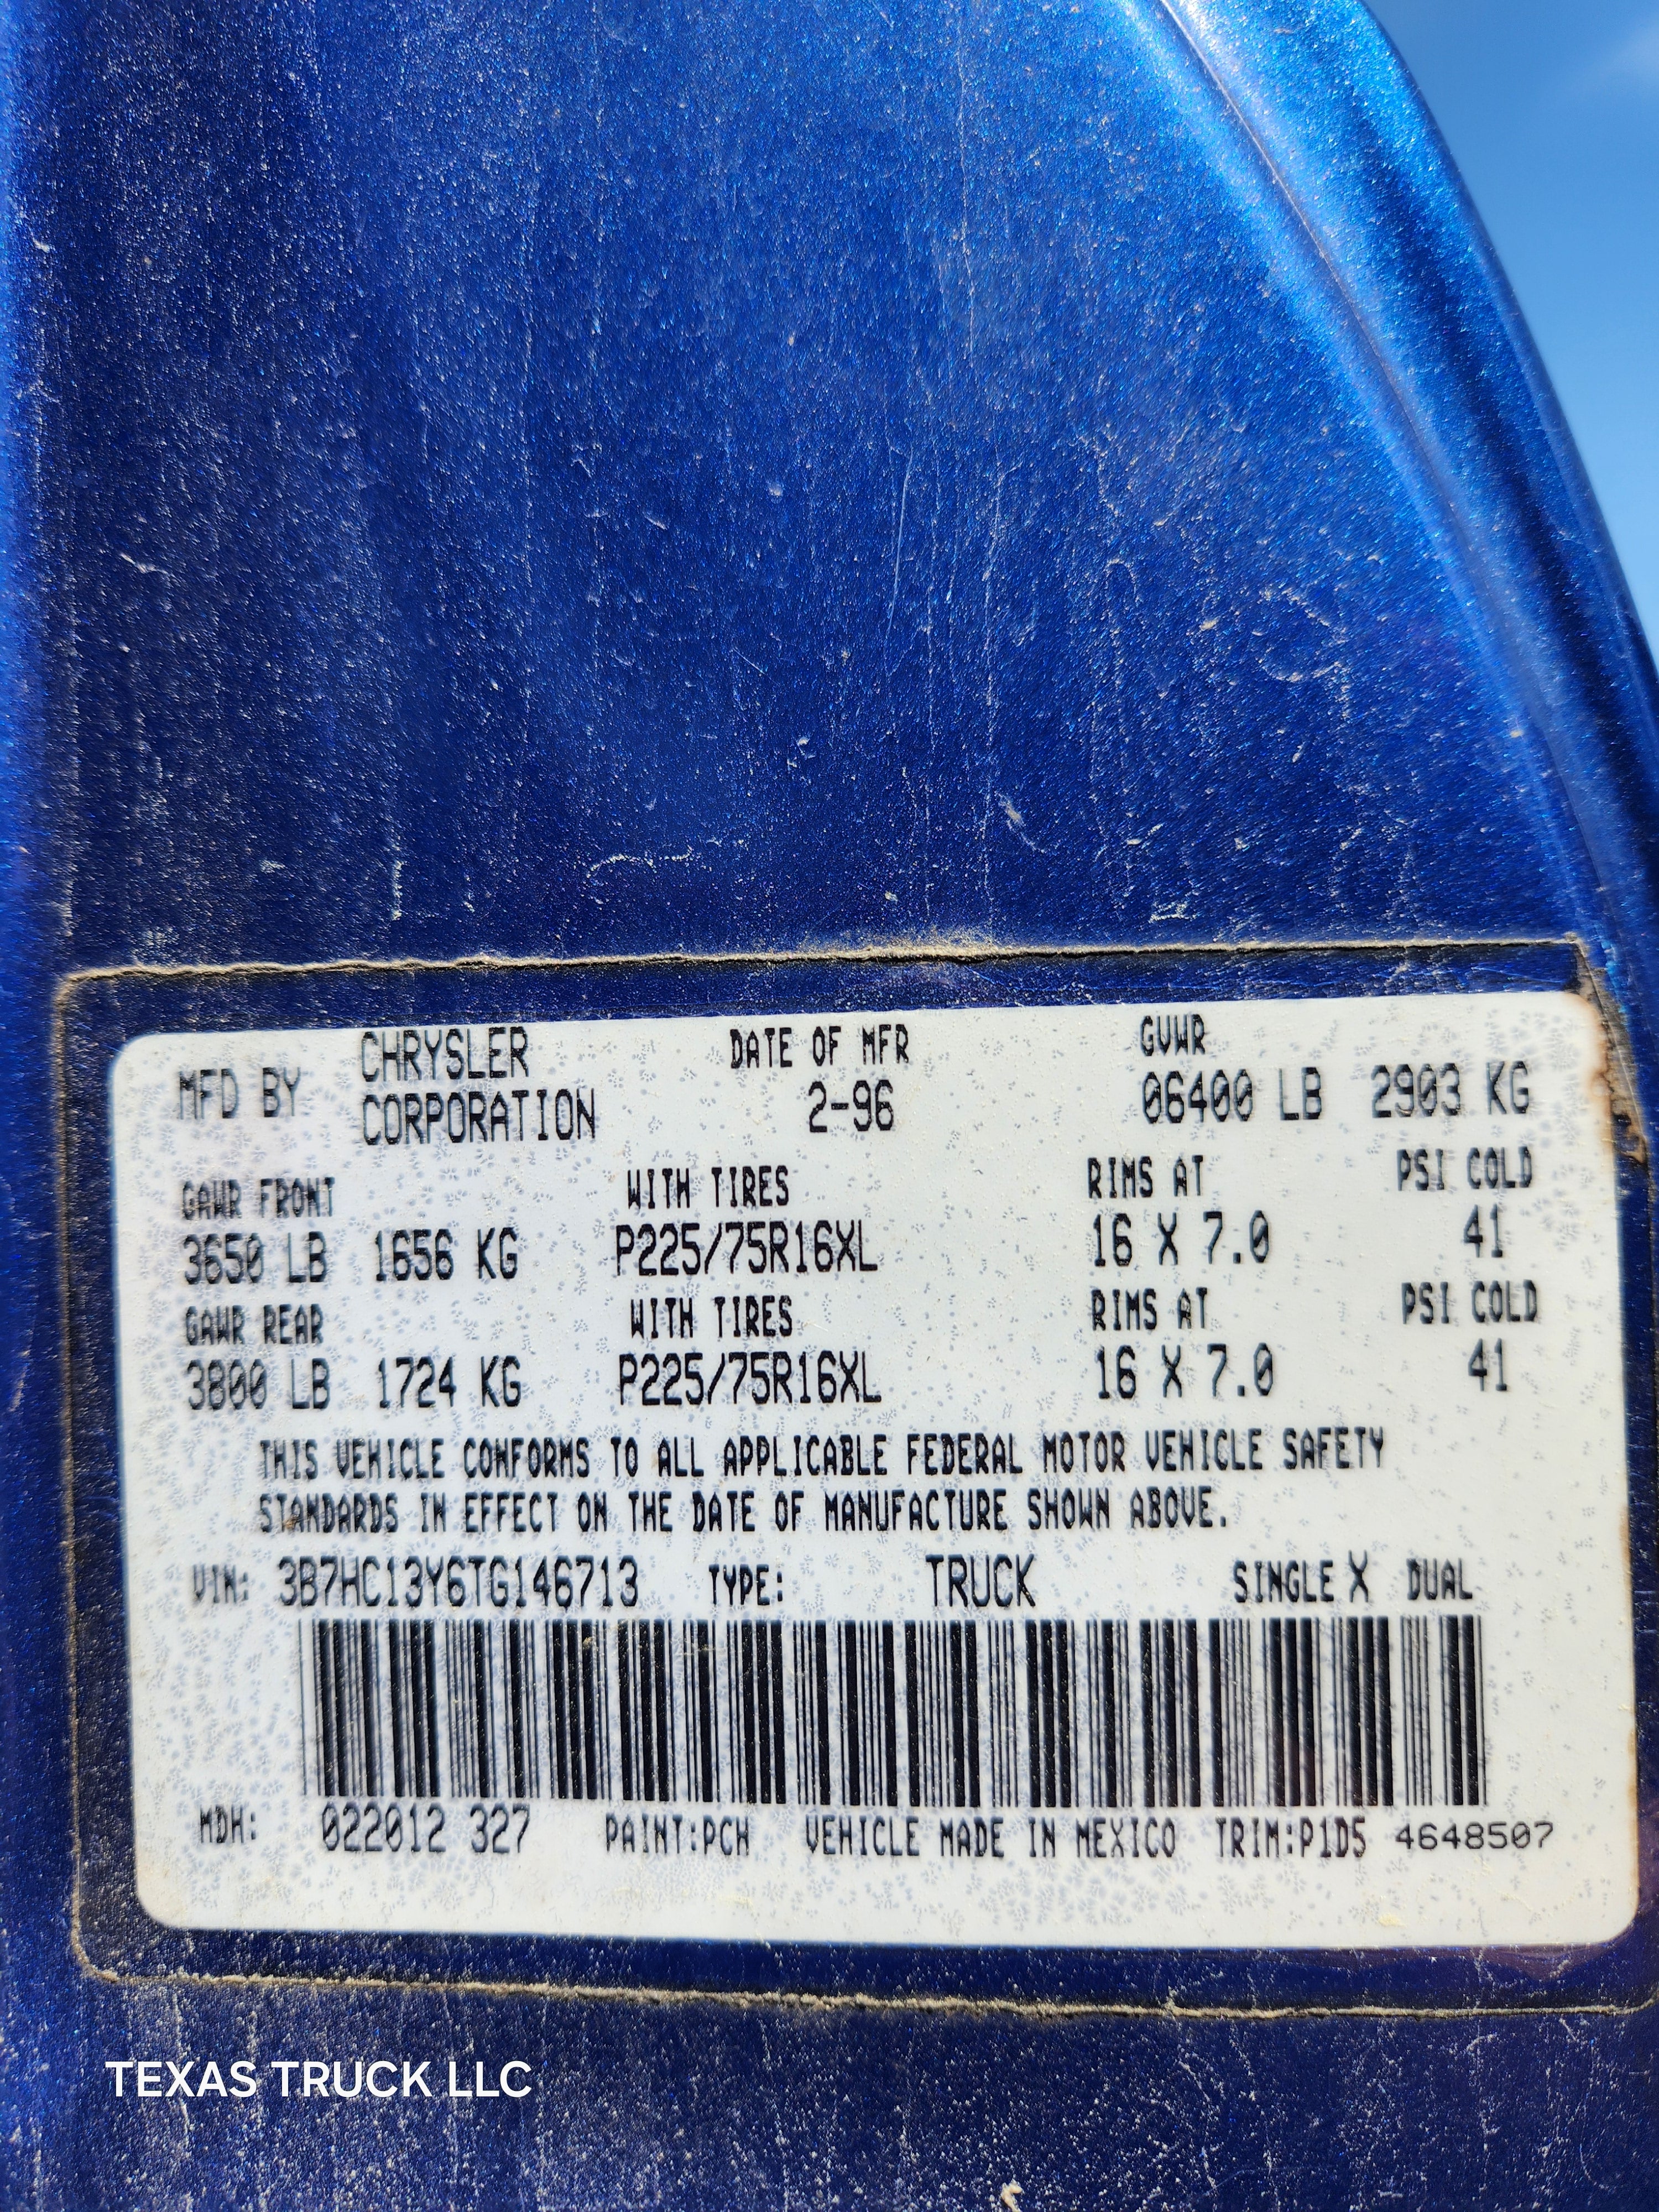 MFD BY CHRYSLER CORPORATION DATE OF MFR 2-96 GVWR 06400 LB 2903 KG
GAWR FRONT WITH TIRES RIMS AT PSI COLD
3650 LB 1656 KG P225/75R16XL 16 X 7.0 41
GAWR REAR WITH TIRES RIMS AT PSI COLD
3800 LB 1724 KG P225/75R16XL 16 X 7.0 41
THIS VEHICLE CONFORMS TO ALL APPLICABLE FEDERAL MOTOR VEHICLE SAFETY
STANDARDS IN EFFECT ON THE DATE OF MANUFACTURE SHOWN ABOVE.
VIN: 3B7HC13Y6TG146713 TYPE: TRUCK SINGLE X DUAL
MDH: 022012 327 PAINT:PCH VEHICLE MADE IN MEXICO TRIM:P1D5 4648507
TEXAS TRUCK LLC